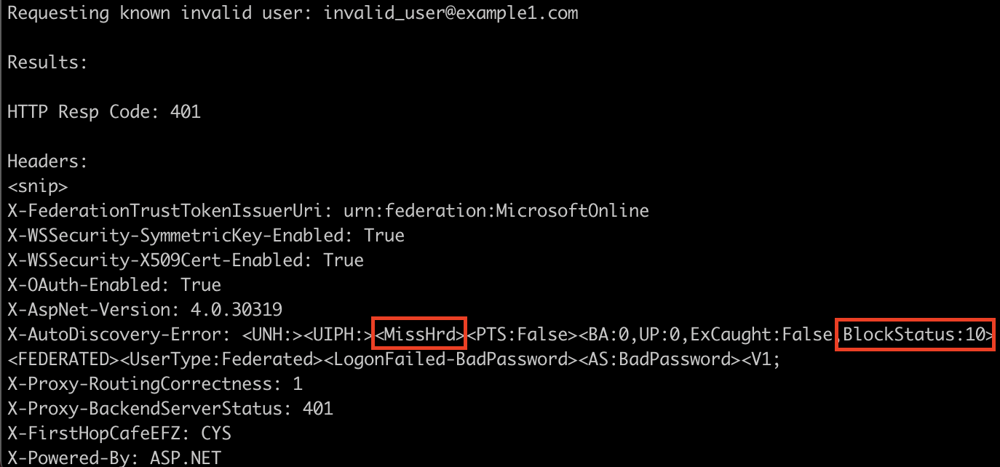 Requesting known invalid user: invalid_user@example1.com
Results:
HTTP Resp Code: 401
Headers:
<snip>
X-FederationTrustTokenIssuerUri: urn:federation:MicrosoftOnline
X-WSSecurity-SymmetricKey-Enabled: True
X-WSSecurity-X509Cert-Enabled: True
X-OAuth-Enabled: True
X-AspNet-Version: 4.0.30319
X-AutoDiscovery-Error: <UNH:><UIPH:><MissHrd><PTS:False><BA:0,UP:0,ExCaught:False,BlockStatus:10>
<FEDERATED><UserType:Federated><LogonFailed-BadPassword><AS:BadPassword><V1;
X-Proxy-RoutingCorrectness: 1
X-Proxy-BackendServerStatus: 401
X-FirstHopCafeEFZ: CYS
X-Powered-By: ASP.NET